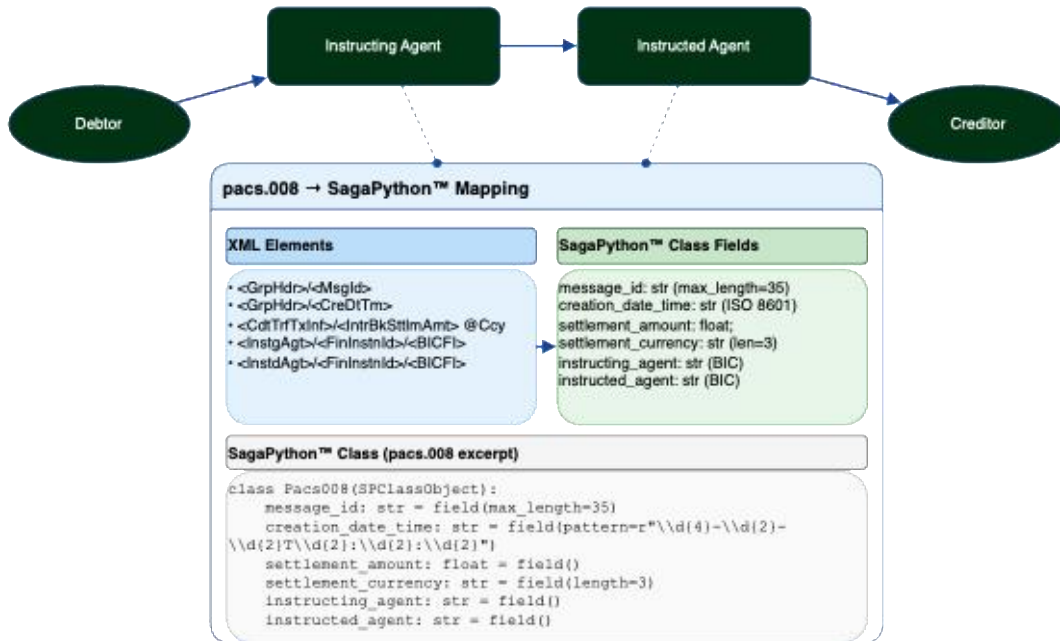 Instructing Agent
Instructed Agent
Debtor
Creditor
pacs.008 → SagaPython™ Mapping
XML Elements
• <GrpHdr>/<MsgId>
• <GrpHdr>/<CreDtTm>
• <CdtTrfTxInf>/<IntrBkSttlmAmt> @Ccy
• <InstgAgt>/<FinInstnId>/<BICFI>
• <InstdAgt>/<FinInstnId>/<BICFI>
SagaPython™ Class Fields
message_id: str (max_length=35)
creation_date_time: str (ISO 8601)
settlement_amount: float;
settlement_currency: str (len=3)
instructing_agent: str (BIC)
instructed_agent: str (BIC)
SagaPython™ Class (pacs.008 excerpt)
class Pacs008(SPClassObject):
    message_id: str = field(max_length=35)
    creation_date_time: str = field(pattern=r"\\d{4}-\\d{2}-
\\d{2}T\\d{2}:\\d{2}:\\d{2}")
    settlement_amount: float = field()
    settlement_currency: str = field(length=3)
    instructing_agent: str = field()
    instructed_agent: str = field()